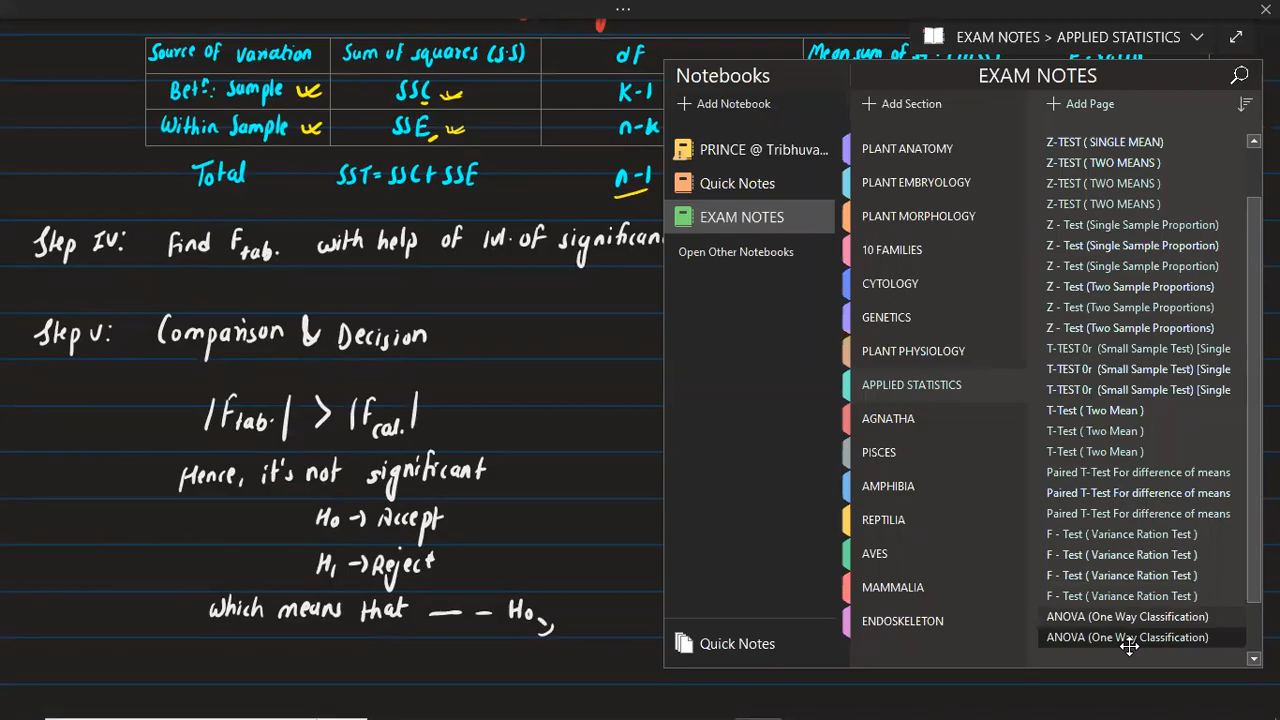 ...
EXAM NOTES > APPLIED STATISTICS
Source of variation Sum of squares (S.S) dF Mean sum of
Betn: Sample SSC K-1
Within Sample SSE n-k
Total SST = SSC + SSE n-1
Step IV: Find Ftab. with help of lvl. of significan
Step V: Comparison & Decision
|Ftab.| > |Fcal.|
Hence, it's not significant
H0 → Accept
H1 → Reject
which means that — – H0
Notebooks
+ Add Notebook
PRINCE @ Tribhuva...
Quick Notes
EXAM NOTES
Open Other Notebooks
Quick Notes
EXAM NOTES
+ Add Section
PLANT ANATOMY
PLANT EMBRYOLOGY
PLANT MORPHOLOGY
10 FAMILIES
CYTOLOGY
GENETICS
PLANT PHYSIOLOGY
APPLIED STATISTICS
AGNATHA
PISCES
AMPHIBIA
REPTILIA
AVES
MAMMALIA
ENDOSKELETON
+ Add Page
Z-TEST ( SINGLE MEAN)
Z-TEST ( TWO MEANS )
Z-TEST ( TWO MEANS )
Z-TEST ( TWO MEANS )
Z - Test (Single Sample Proportion)
Z - Test (Single Sample Proportion)
Z - Test (Single Sample Proportion)
Z - Test (Two Sample Proportions)
Z - Test (Two Sample Proportions)
Z - Test (Two Sample Proportions)
T-TEST 0r (Small Sample Test) [Single
T-TEST 0r (Small Sample Test) [Single
T-TEST 0r (Small Sample Test) [Single
T-Test ( Two Mean )
T-Test ( Two Mean )
T-Test ( Two Mean )
Paired T-Test For difference of means
Paired T-Test For difference of means
Paired T-Test For difference of means
F - Test ( Variance Ration Test )
F - Test ( Variance Ration Test )
F - Test ( Variance Ration Test )
F - Test ( Variance Ration Test )
ANOVA (One Way Classification)
ANOVA (One Way Classification)